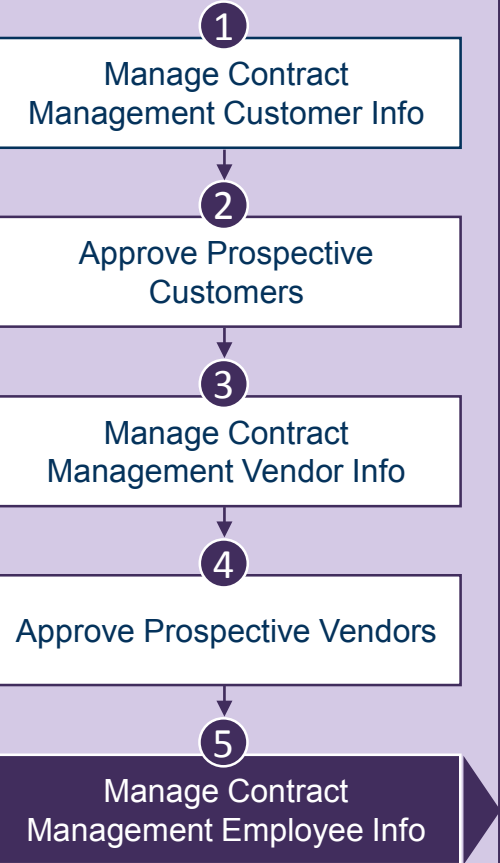 1
Manage Contract
Management Customer Info
2
Approve Prospective
Customers
3
Manage Contract
Management Vendor Info
4
Approve Prospective Vendors
5
Manage Contract
Management Employee Info